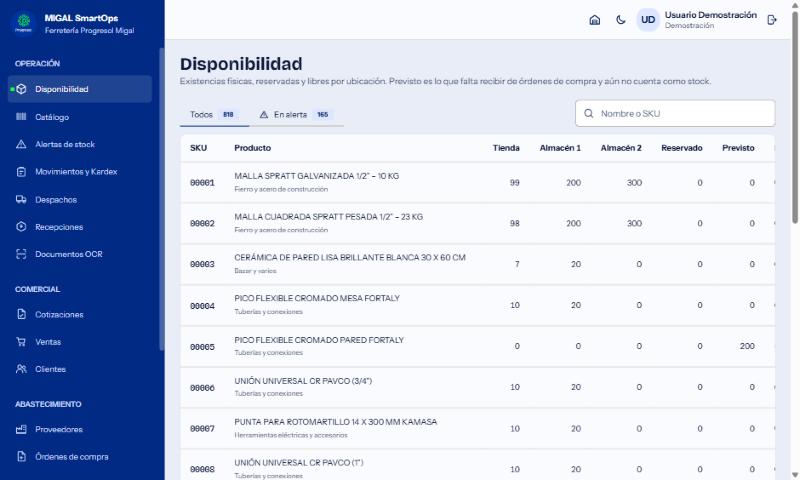 MIGAL SmartOps
Ferretería Progresol Migal
OPERACIÓN
Disponibilidad
Catálogo
Alertas de stock
Movimientos y Kardex
Despachos
Recepciones
Documentos OCR
COMERCIAL
Cotizaciones
Ventas
Clientes
ABASTECIMIENTO
Proveedores
Órdenes de compra
UD
Usuario Demostración
Demostración
Disponibilidad
Existencias físicas, reservadas y libres por ubicación. Previsto es lo que falta recibir de órdenes de compra y aún no cuenta como stock.
Todos 818 En alerta 165
Nombre o SKU
SKU Producto Tienda Almacén 1 Almacén 2 Reservado Previsto
00001 MALLA SPRATT GALVANIZADA 1/2" - 10 KG 99 200 300 0 0
Fierro y acero de construcción
00002 MALLA CUADRADA SPRATT PESADA 1/2" - 23 KG 98 200 300 0 0
Fierro y acero de construcción
00003 CERÁMICA DE PARED LISA BRILLANTE BLANCA 30 X 60 CM 7 20 0 0 0
Bazar y varios
00004 PICO FLEXIBLE CROMADO MESA FORTALY 10 20 0 0 0
Tuberías y conexiones
00005 PICO FLEXIBLE CROMADO PARED FORTALY 0 0 0 0 200
Tuberías y conexiones
00006 UNIÓN UNIVERSAL CR PAVCO (3/4") 10 20 0 0 0
Tuberías y conexiones
00007 PUNTA PARA ROTOMARTILLO 14 X 300 MM KAMASA 10 20 0 0 0
Herramientas eléctricas y accesorios
00008 UNIÓN UNIVERSAL CR PAVCO (1") 10 20 0 0 0
Tuberías y conexiones